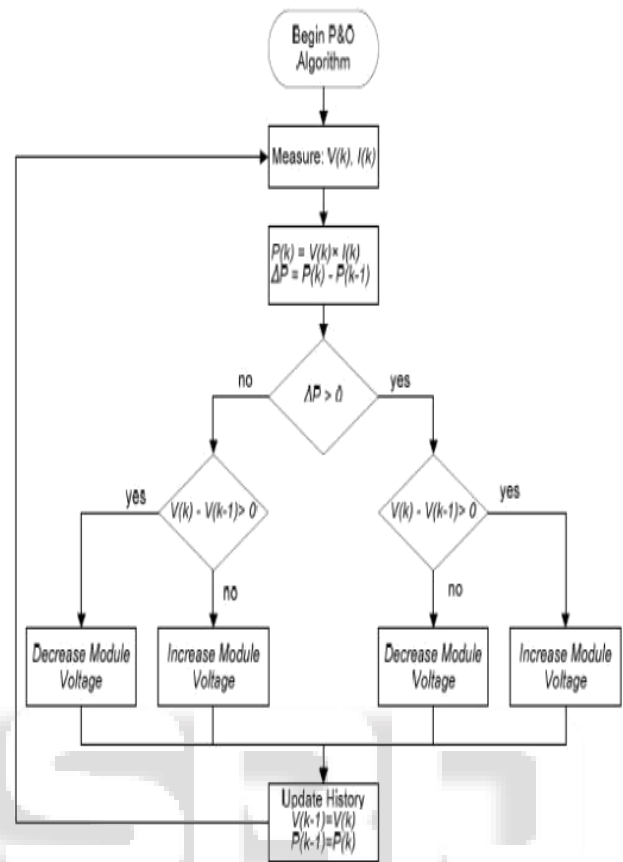 Begin P&O
Algorithm
Measure: V(k), I(k)
P(k) = V(k)× I(k)
ΔP = P(k) - P(k-1)
ΔP > 0
no
yes
V(k) - V(k-1)> 0
V(k) - V(k-1)> 0
yes
no
yes
no
Decrease Module
Voltage
Increase Module
Voltage
Decrease Module
Voltage
Increase Module
Voltage
Update History
V(k-1)=V(k)
P(k-1)=P(k)